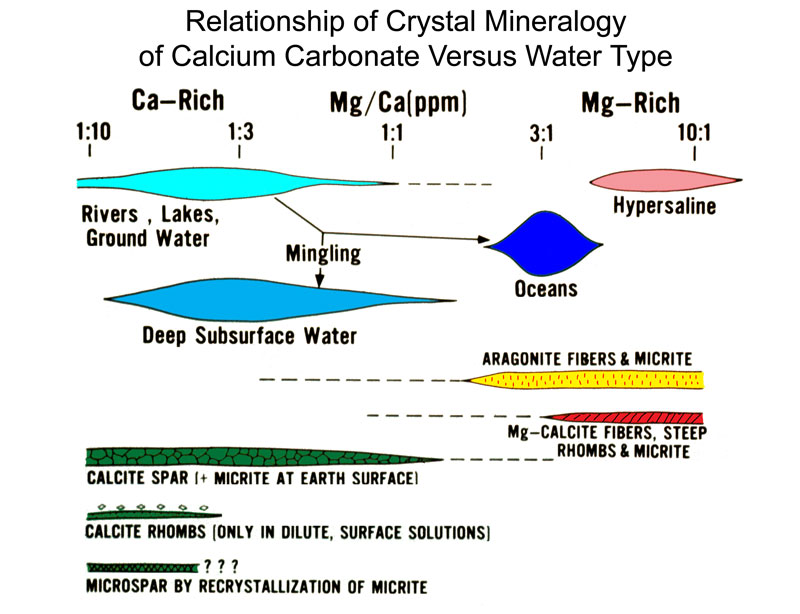 Relationship of Crystal Mineralogy
of Calcium Carbonate Versus Water Type
Ca–Rich Mg/Ca(ppm) Mg–Rich
1:10 1:3 1:1 3:1 10:1
Rivers , Lakes,
Ground Water
Hypersaline
Mingling
Oceans
Deep Subsurface Water
ARAGONITE FIBERS & MICRITE
Mg–CALCITE FIBERS, STEEP
RHOMBS & MICRITE
CALCITE SPAR (+ MICRITE AT EARTH SURFACE)
CALCITE RHOMBS (ONLY IN DILUTE, SURFACE SOLUTIONS)
? ? ?
MICROSPAR BY RECRYSTALLIZATION OF MICRITE